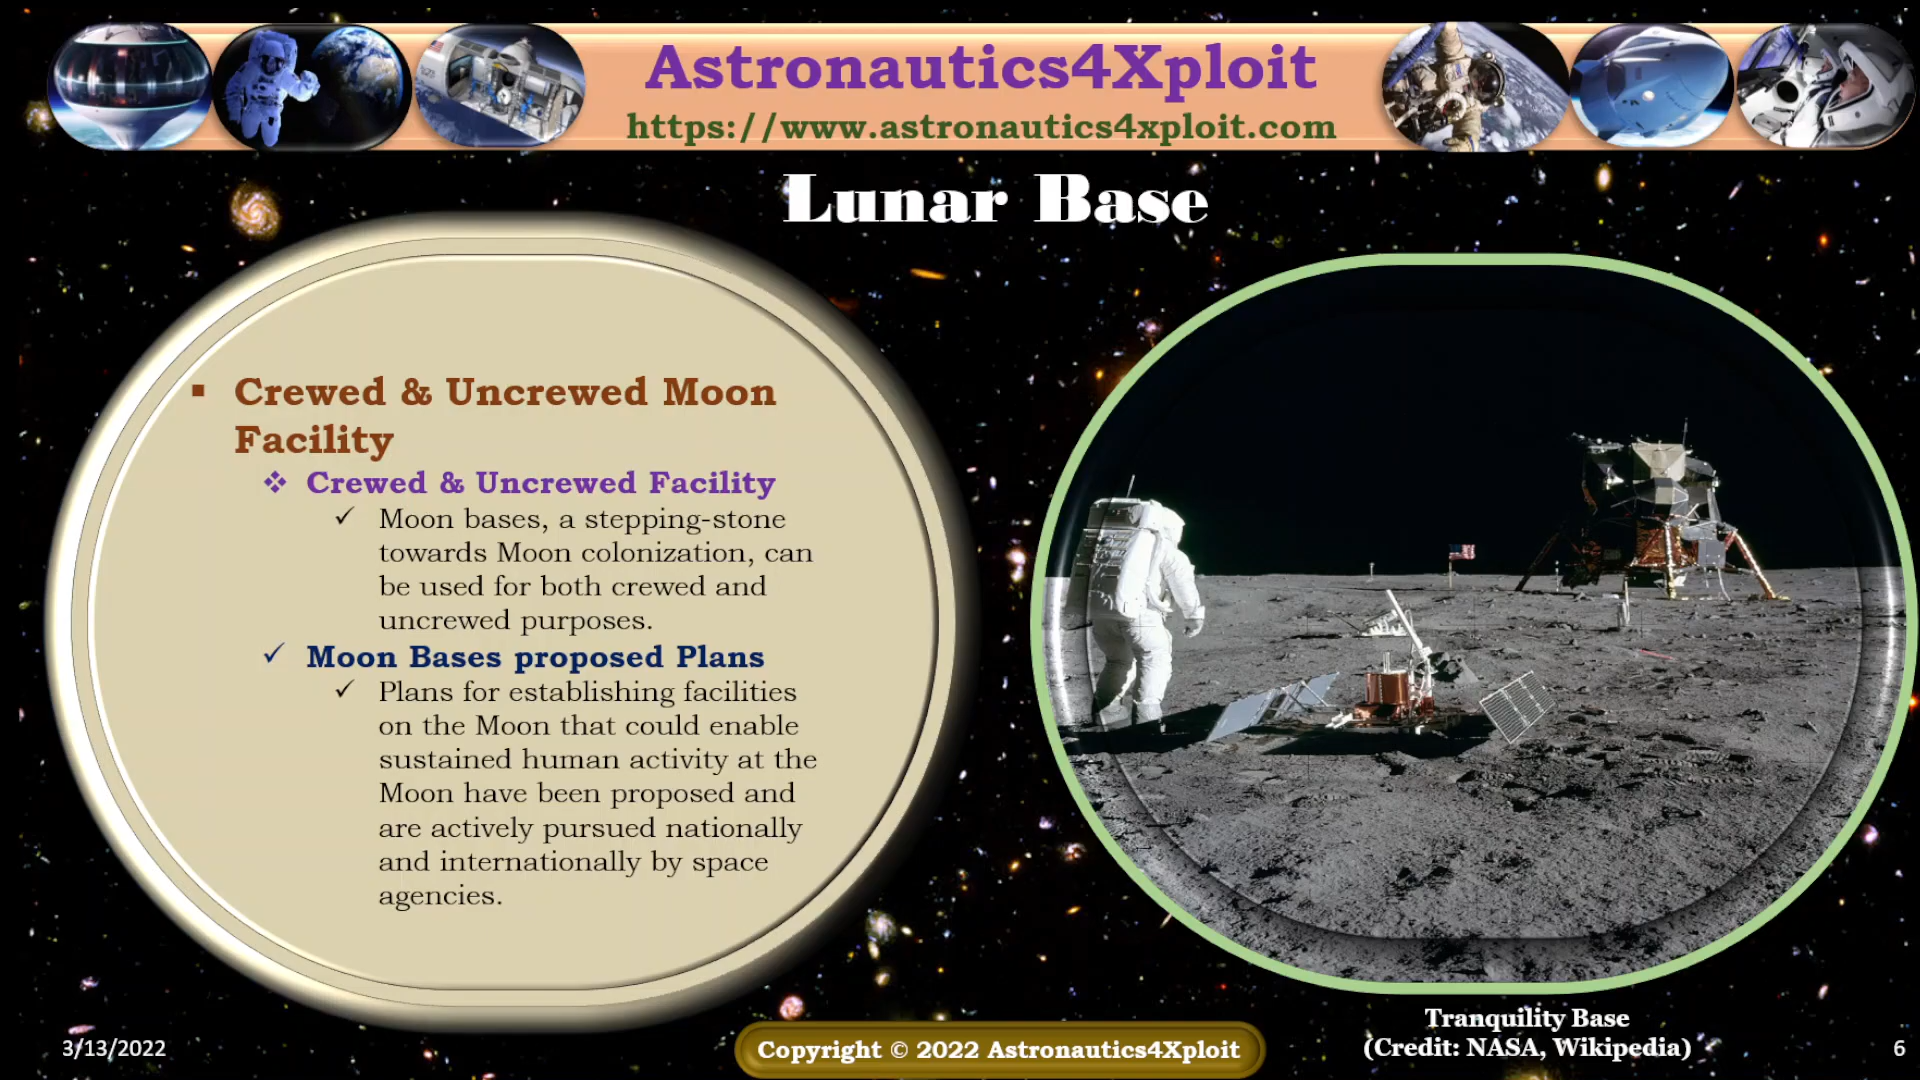 Astronautics4Xploit
https://www.astronautics4xploit.com
Lunar Base
▪ Crewed & Uncrewed Moon
Facility
❖ Crewed & Uncrewed Facility
✓ Moon bases, a stepping-stone
towards Moon colonization, can
be used for both crewed and
uncrewed purposes.
✓ Moon Bases proposed Plans
✓ Plans for establishing facilities
on the Moon that could enable
sustained human activity at the
Moon have been proposed and
are actively pursued nationally
and internationally by space
agencies.
Tranquility Base
(Credit: NASA, Wikipedia)
3/13/2022
Copyright © 2022 Astronautics4Xploit
6